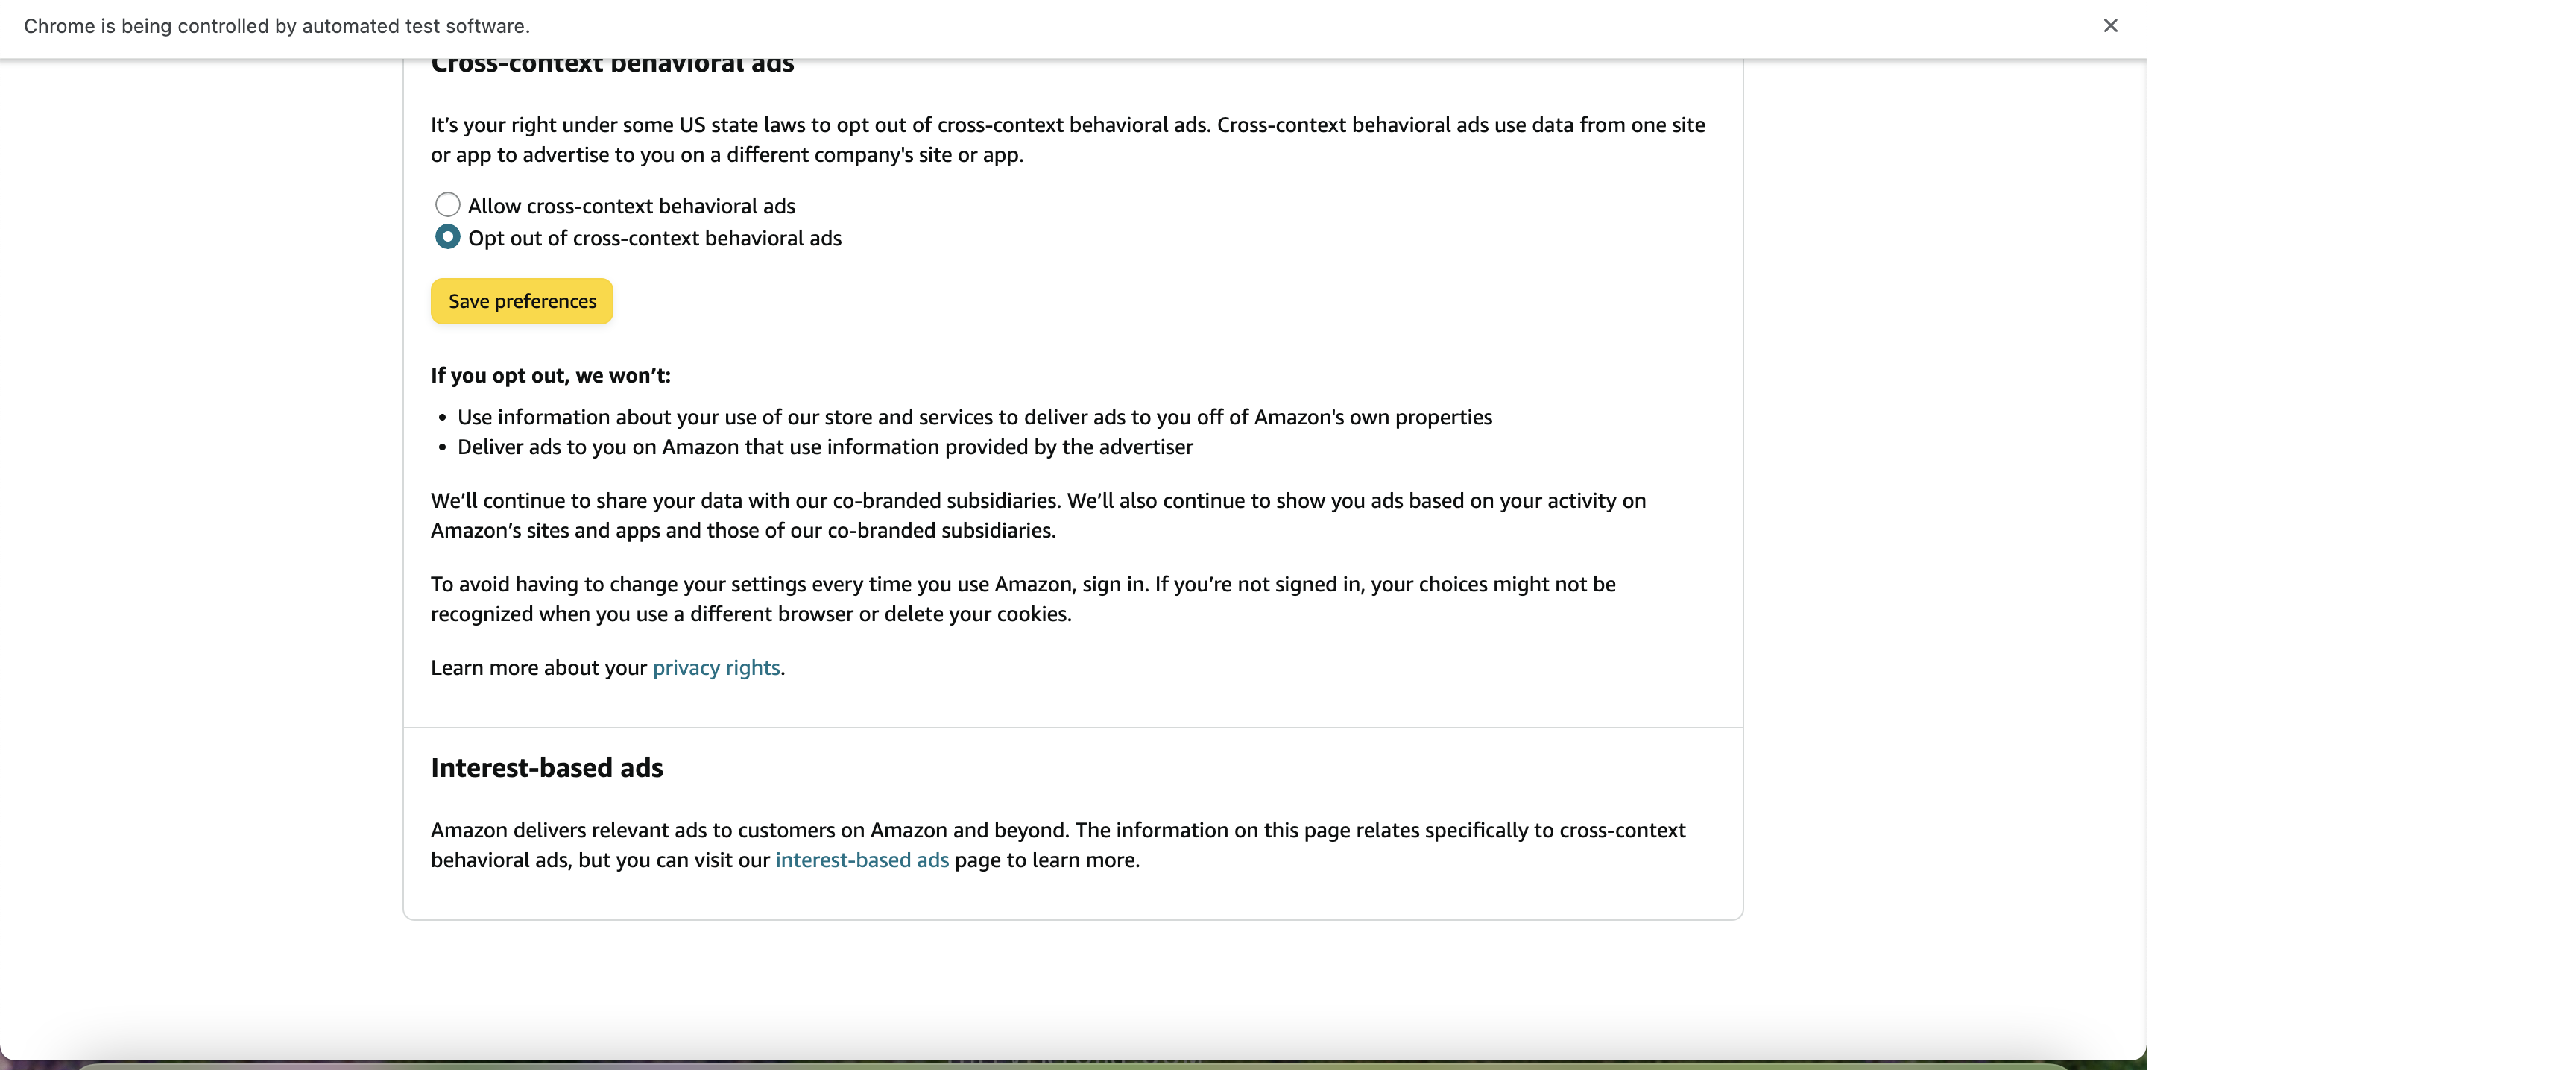 Chrome is being controlled by automated test software.
Cross-context behavioral ads
It’s your right under some US state laws to opt out of cross-context behavioral ads. Cross-context behavioral ads use data from one site
or app to advertise to you on a different company's site or app.
Allow cross-context behavioral ads
Opt out of cross-context behavioral ads
Save preferences
If you opt out, we won’t:
• Use information about your use of our store and services to deliver ads to you off of Amazon's own properties
• Deliver ads to you on Amazon that use information provided by the advertiser
We’ll continue to share your data with our co-branded subsidiaries. We’ll also continue to show you ads based on your activity on
Amazon’s sites and apps and those of our co-branded subsidiaries.
To avoid having to change your settings every time you use Amazon, sign in. If you’re not signed in, your choices might not be
recognized when you use a different browser or delete your cookies.
Learn more about your privacy rights.
Interest-based ads
Amazon delivers relevant ads to customers on Amazon and beyond. The information on this page relates specifically to cross-context
behavioral ads, but you can visit our interest-based ads page to learn more.